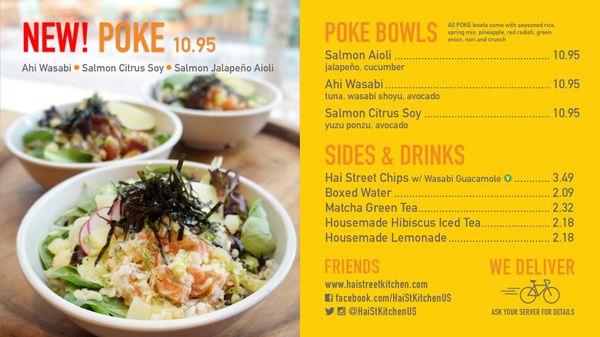 NEW! POKE 10.95
Ahi Wasabi • Salmon Citrus Soy • Salmon Jalapeño Aioli
POKE BOWLS
All POKE bowls come with seasoned rice,
spring mix, pineapple, red radish, green
onion, nori and crunch
Salmon Aioli 10.95
jalapeño, cucumber
Ahi Wasabi 10.95
tuna, wasabi shoyu, avocado
Salmon Citrus Soy 10.95
yuzu ponzu, avocado
SIDES & DRINKS
Hai Street Chips w/ Wasabi Guacamole V 3.49
Boxed Water 2.09
Matcha Green Tea 2.32
Housemade Hibiscus Iced Tea 2.18
Housemade Lemonade 2.18
FRIENDS
www.haistreetkitchen.com
facebook.com/HaiStKitchenUS
@HaiStKitchenUS
WE DELIVER
ASK YOUR SERVER FOR DETAILS